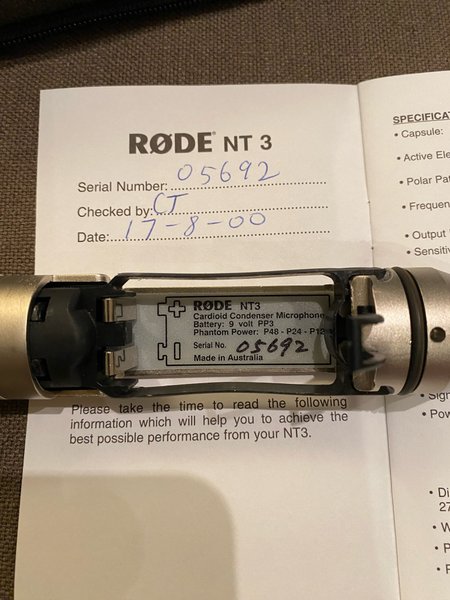 RØDE NT 3
Serial Number: 05692
Checked by: CT
Date: 17-8-00
SPECIFICAT
• Capsule:
• Active Ele
• Polar Pat
• Frequen
• Output
• Sensitiv
RØDE NT3
Cardioid Condenser Microphone
Battery: 9 volt PP3
Phantom Power: P48 - P24 - P12
Serial No. 05692
Made in Australia
Please take the time to read the following
information which will help you to achieve the
best possible performance from your NT3.
• Sign
• Pow
• Di
27
• W
• P